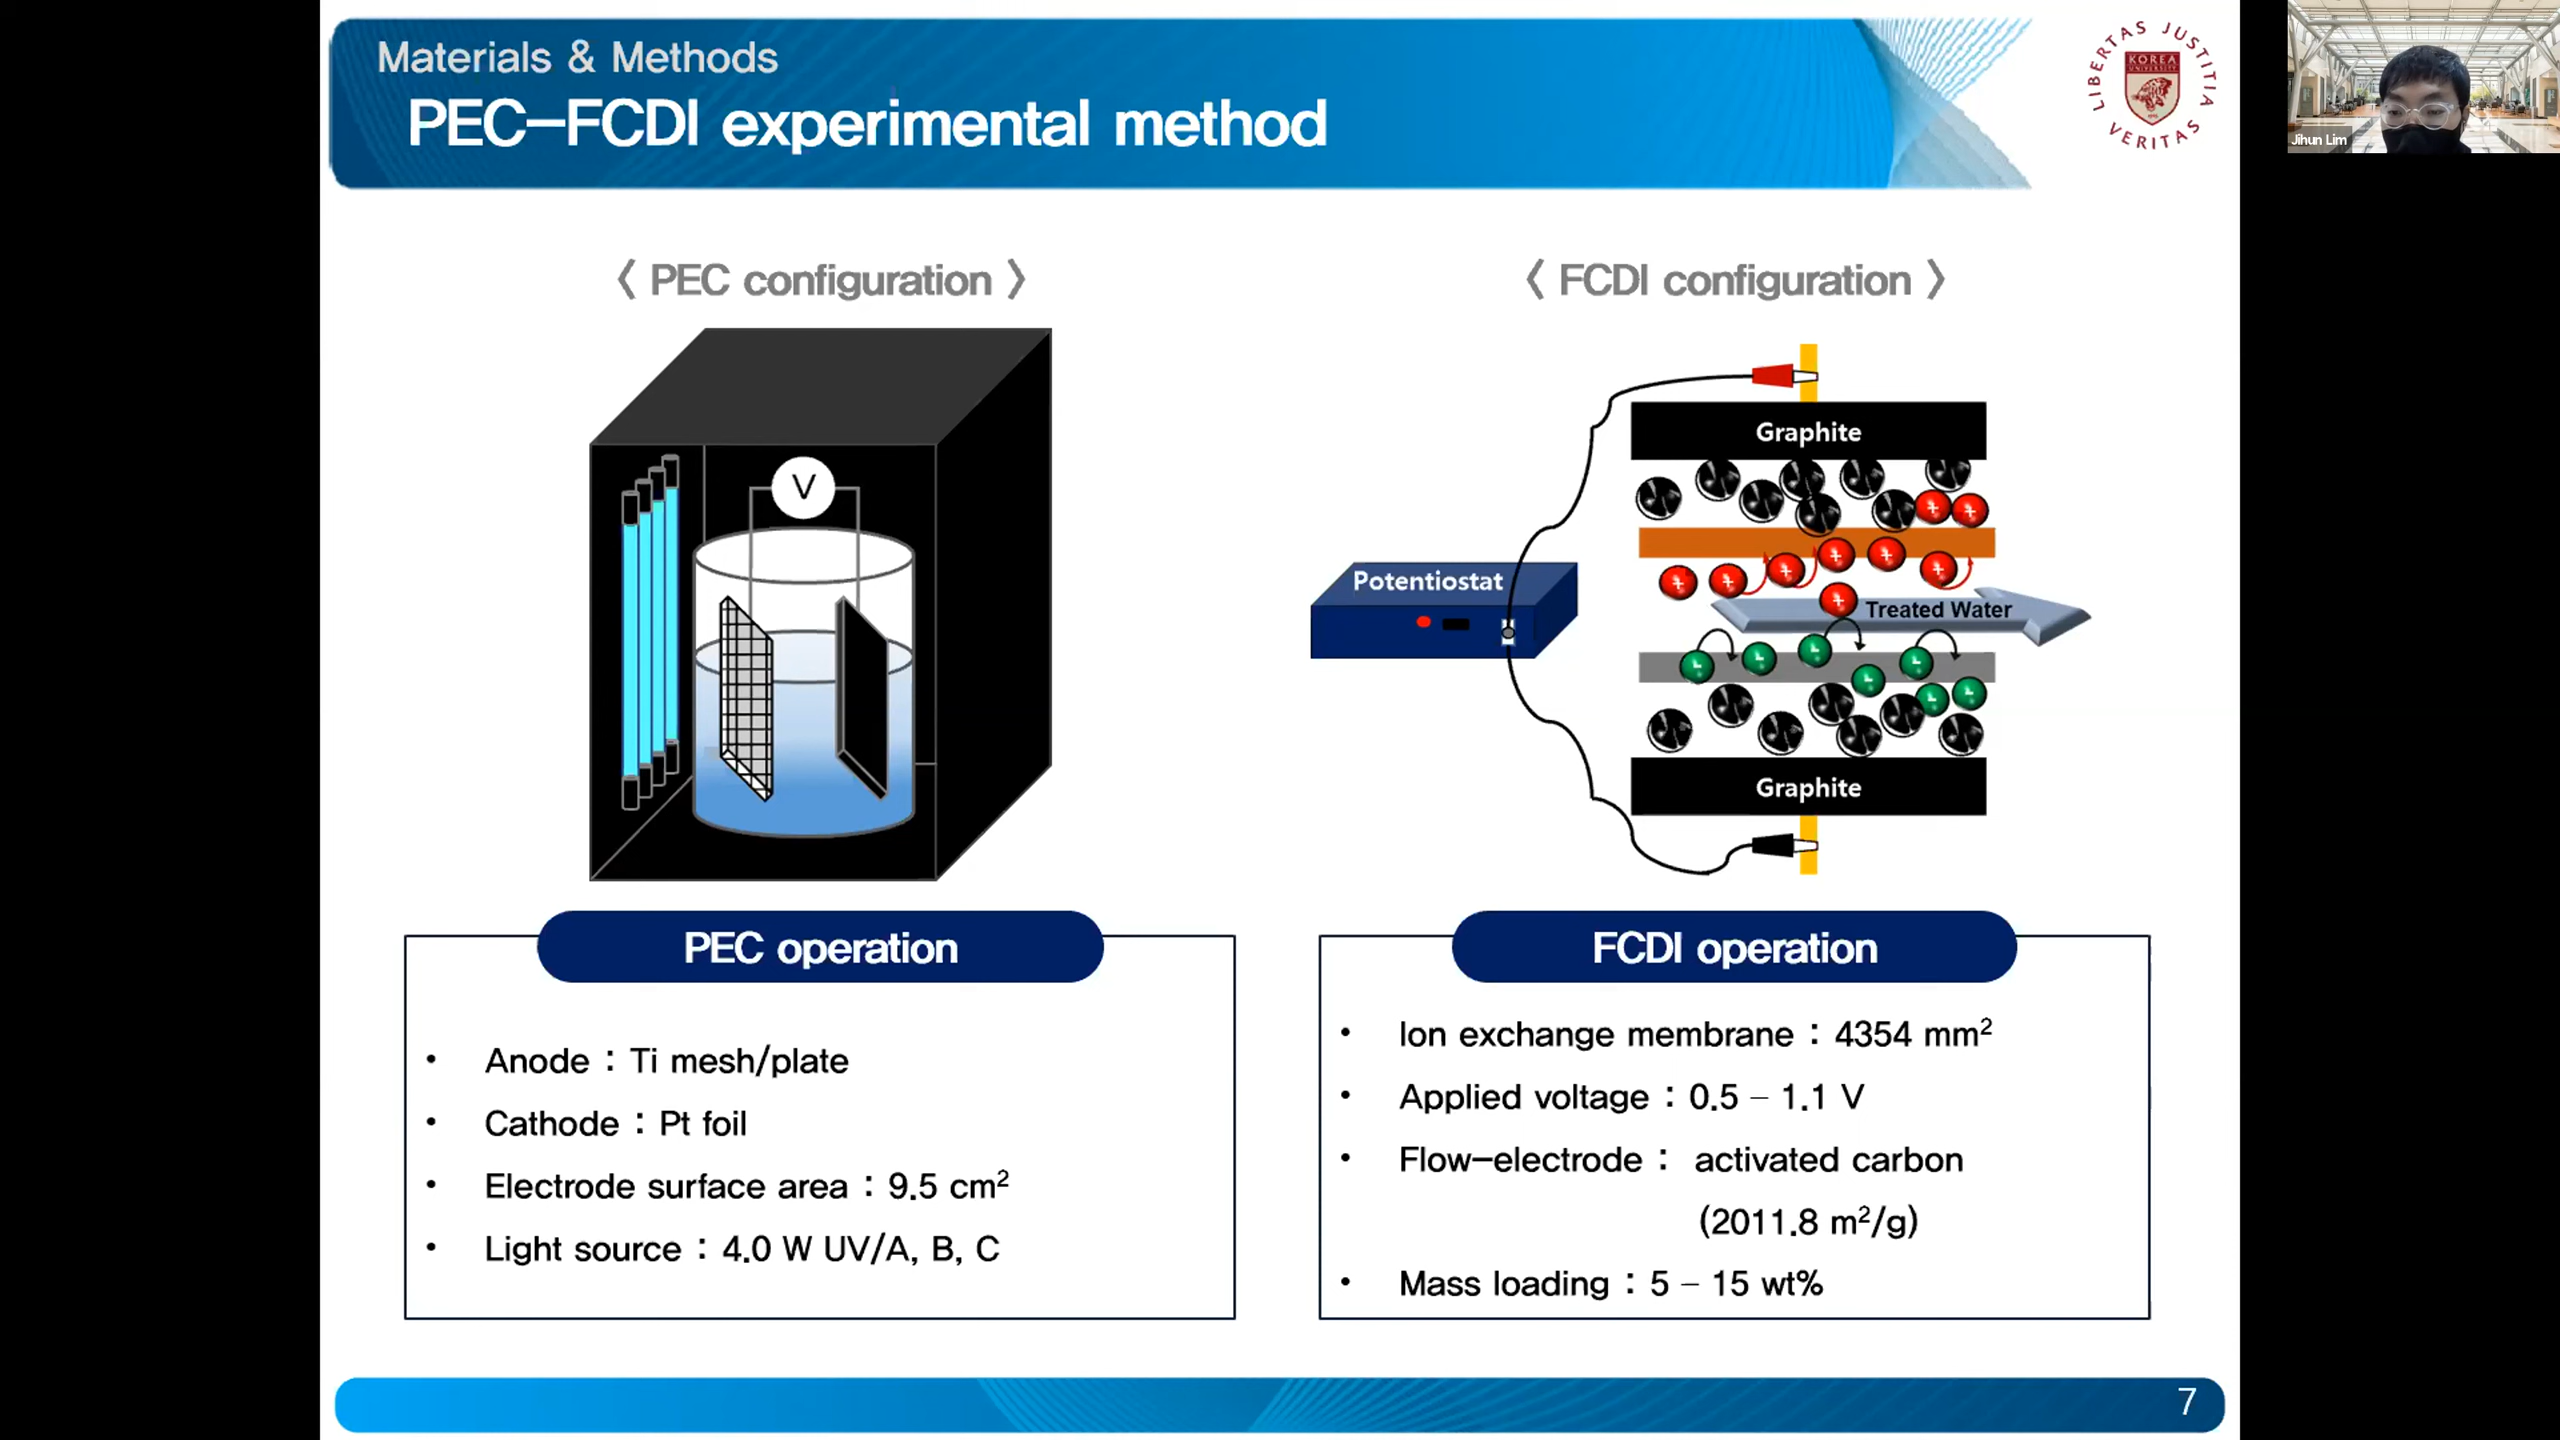 Materials & Methods
PEC-FCDI experimental method
LIBERTAS JUSTITIA VERITAS
KOREA
UNIVERSITY
Jihun Lim
〈 PEC configuration 〉
〈 FCDI configuration 〉
V
Graphite
Potentiostat
Treated Water
Graphite
PEC operation
• Anode : Ti mesh/plate
• Cathode : Pt foil
• Electrode surface area : 9.5 cm²
• Light source : 4.0 W UV/A, B, C
FCDI operation
• Ion exchange membrane : 4354 mm²
• Applied voltage : 0.5 – 1.1 V
• Flow-electrode : activated carbon
(2011.8 m²/g)
• Mass loading : 5 – 15 wt%
7